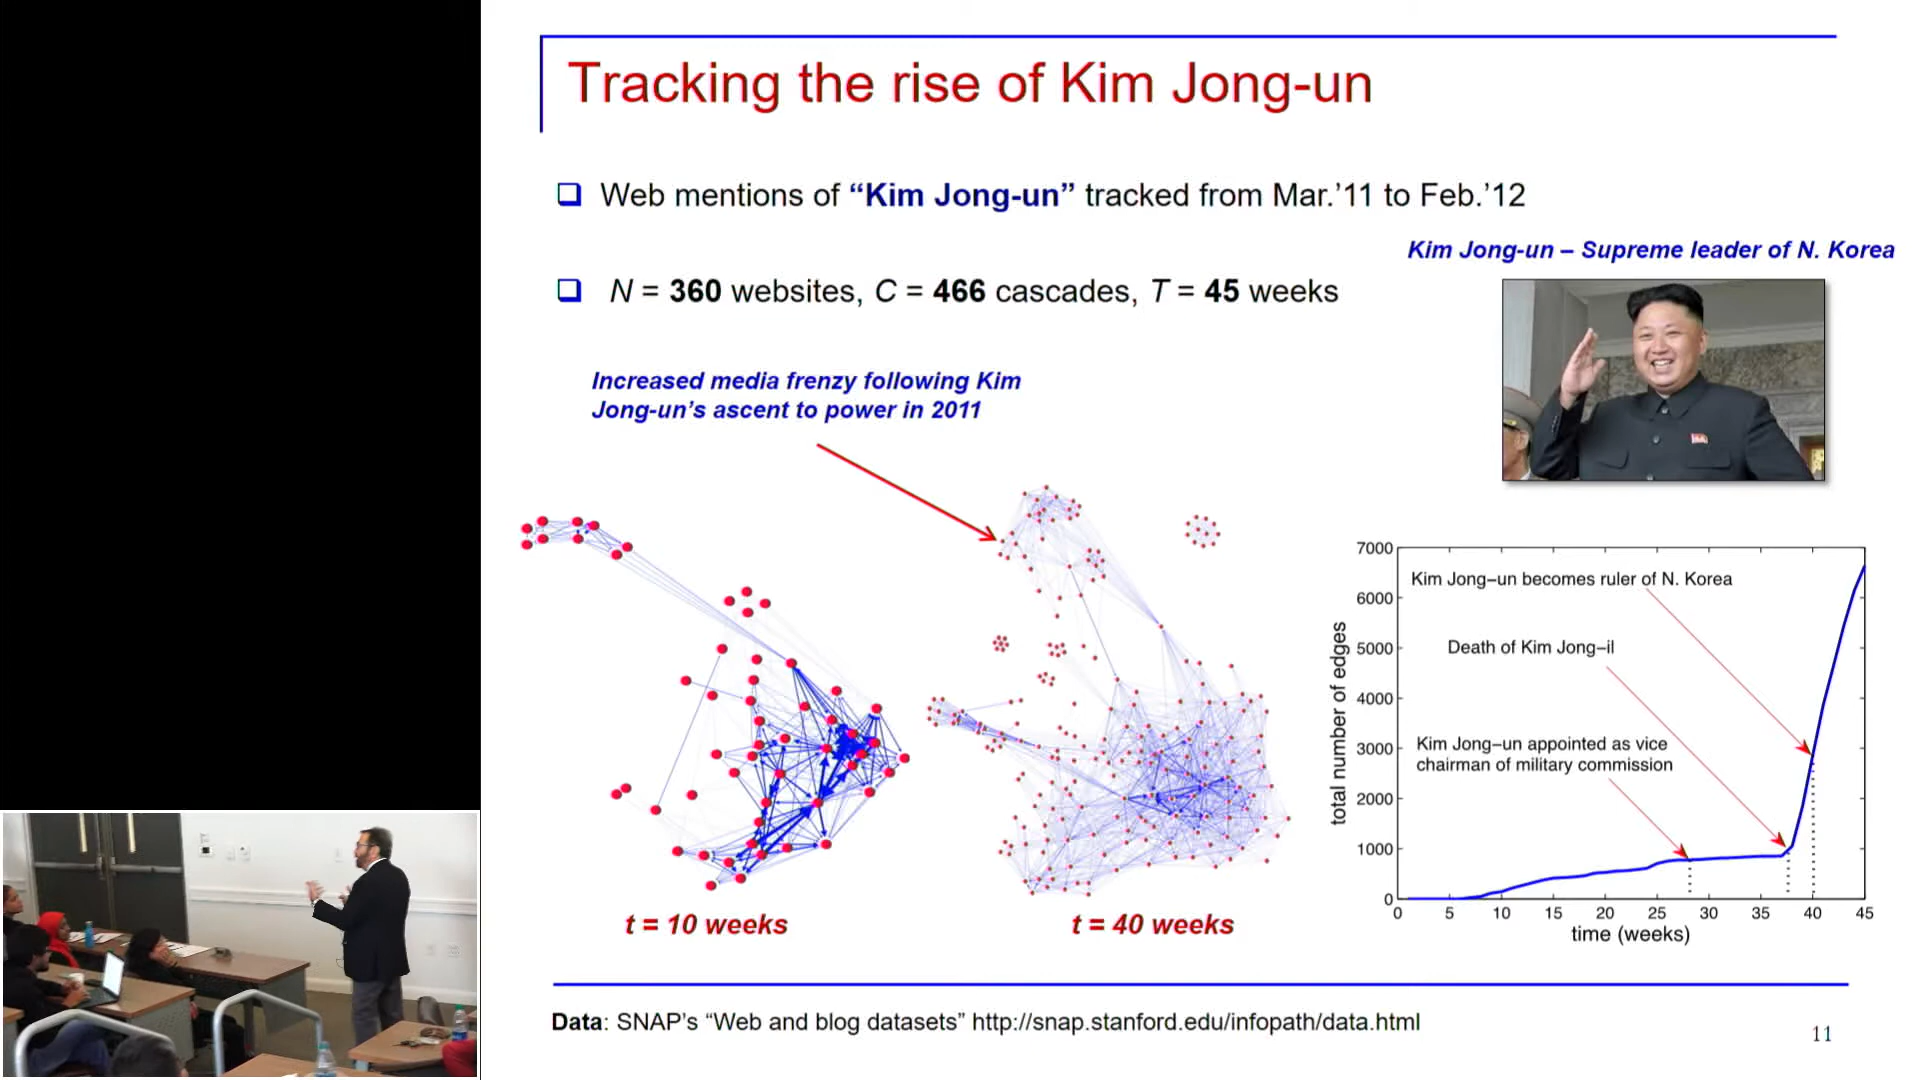 Tracking the rise of Kim Jong-un
❑ Web mentions of “Kim Jong-un” tracked from Mar.’11 to Feb.’12
Kim Jong-un – Supreme leader of N. Korea
❑ N = 360 websites, C = 466 cascades, T = 45 weeks
Increased media frenzy following Kim
Jong-un’s ascent to power in 2011
t = 10 weeks
t = 40 weeks
7000
6000
5000
4000
3000
2000
1000
0
total number of edges
Kim Jong–un becomes ruler of N. Korea
Death of Kim Jong–il
Kim Jong–un appointed as vice
chairman of military commission
0 5 10 15 20 25 30 35 40 45
time (weeks)
Data: SNAP’s “Web and blog datasets” http://snap.stanford.edu/infopath/data.html
11